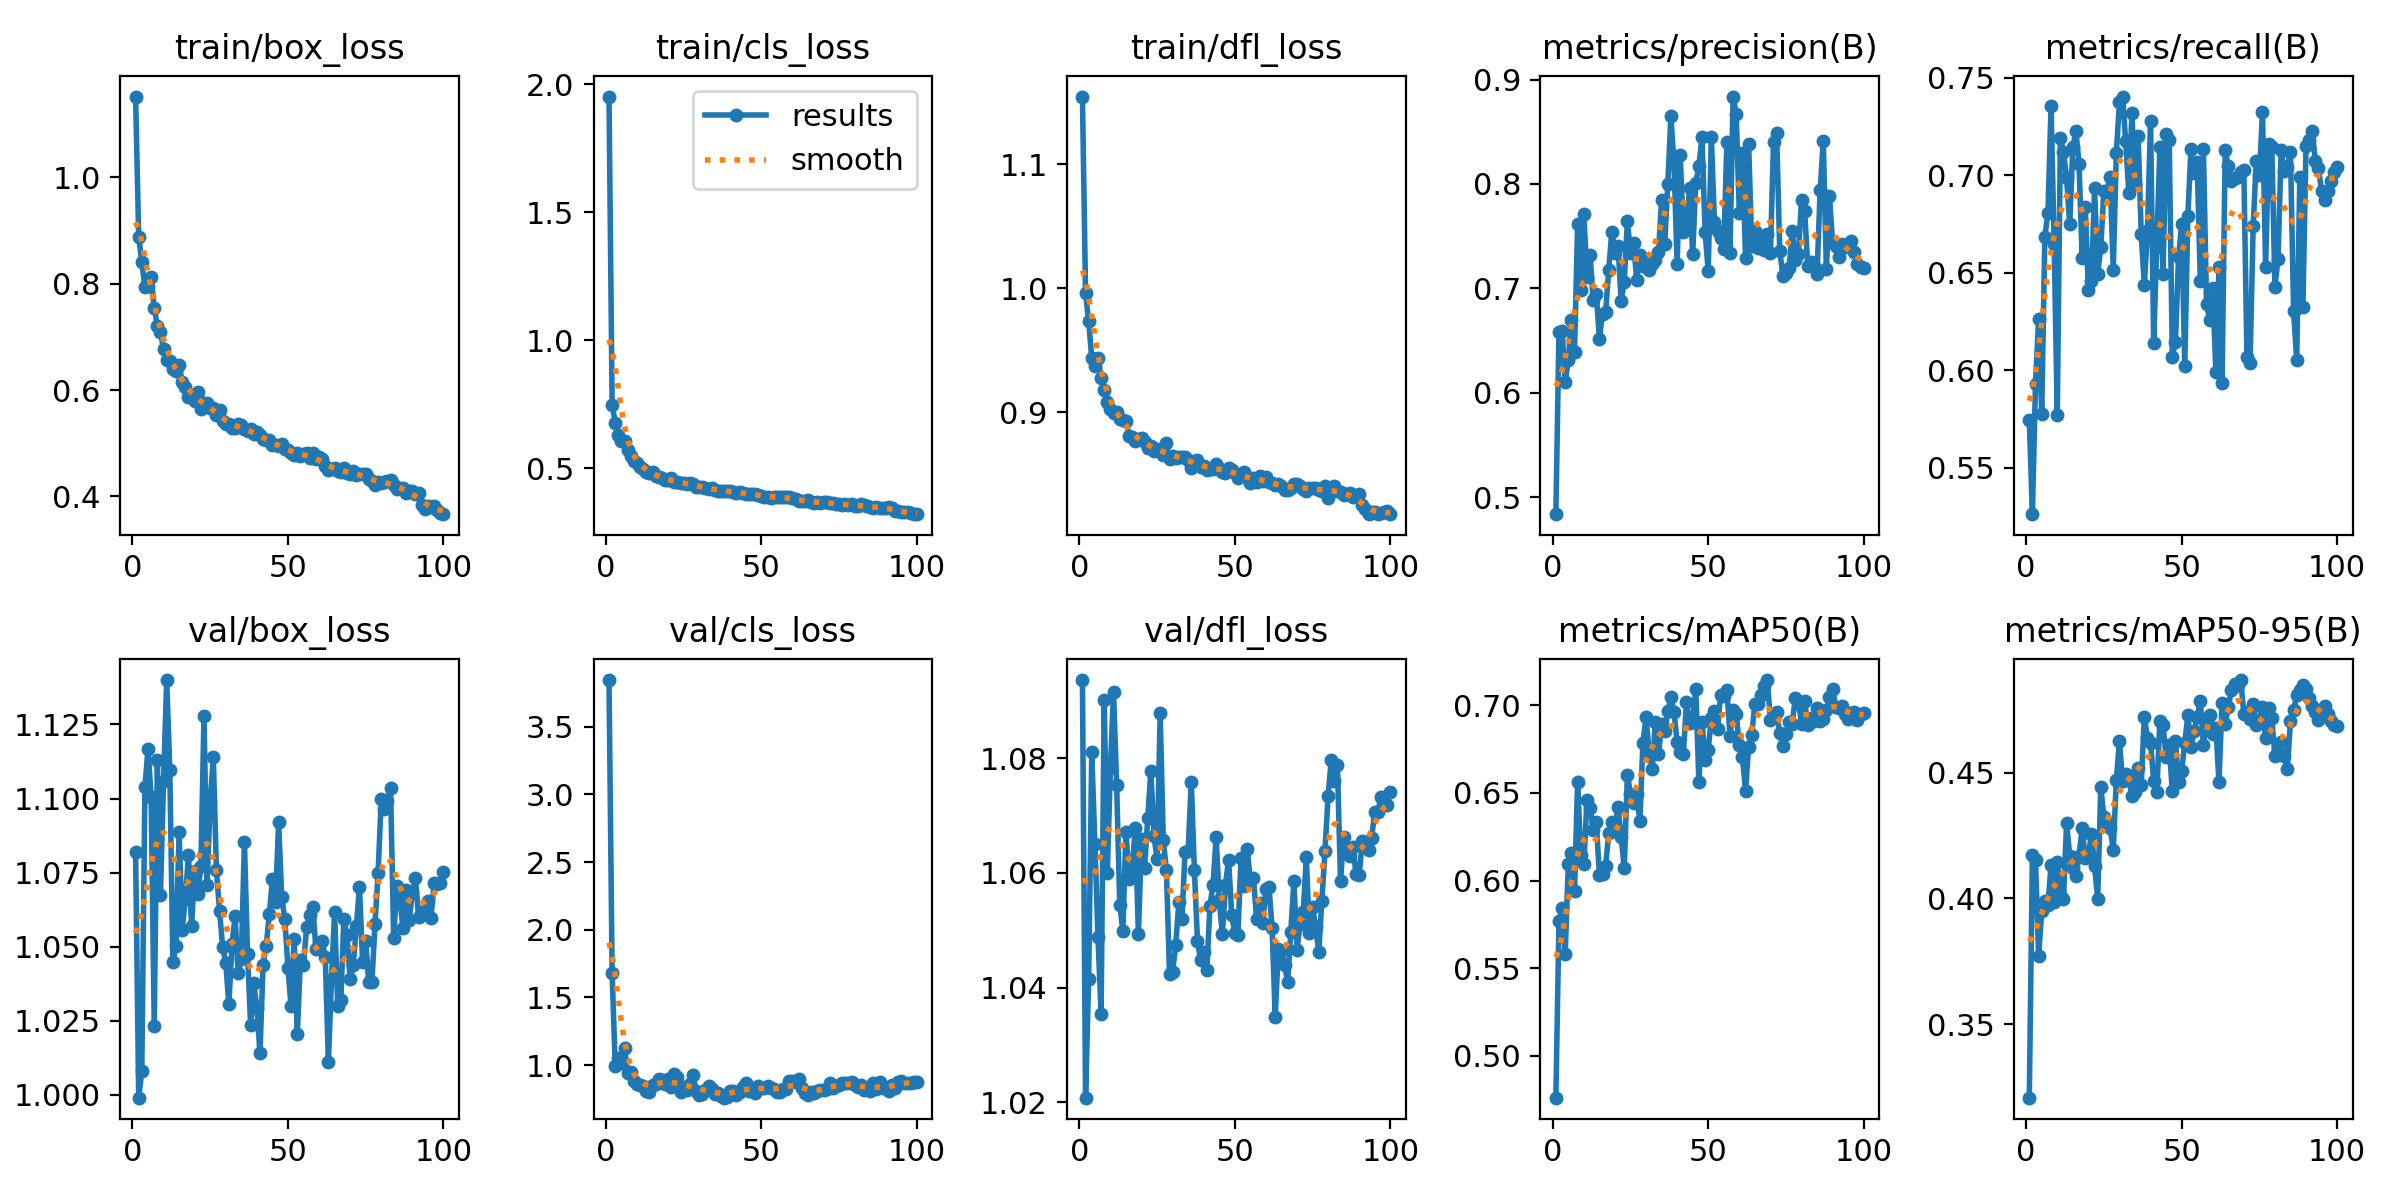 train/box_loss
1.0
0.8
0.6
0.4
0 50 100
train/cls_loss
results
smooth
2.0
1.5
1.0
0.5
0 50 100
train/dfl_loss
1.1
1.0
0.9
0 50 100
metrics/precision(B)
0.9
0.8
0.7
0.6
0.5
0 50 100
metrics/recall(B)
0.75
0.70
0.65
0.60
0.55
0 50 100
val/box_loss
1.125
1.100
1.075
1.050
1.025
1.000
0 50 100
val/cls_loss
3.5
3.0
2.5
2.0
1.5
1.0
0 50 100
val/dfl_loss
1.08
1.06
1.04
1.02
0 50 100
metrics/mAP50(B)
0.70
0.65
0.60
0.55
0.50
0 50 100
metrics/mAP50-95(B)
0.45
0.40
0.35
0 50 100